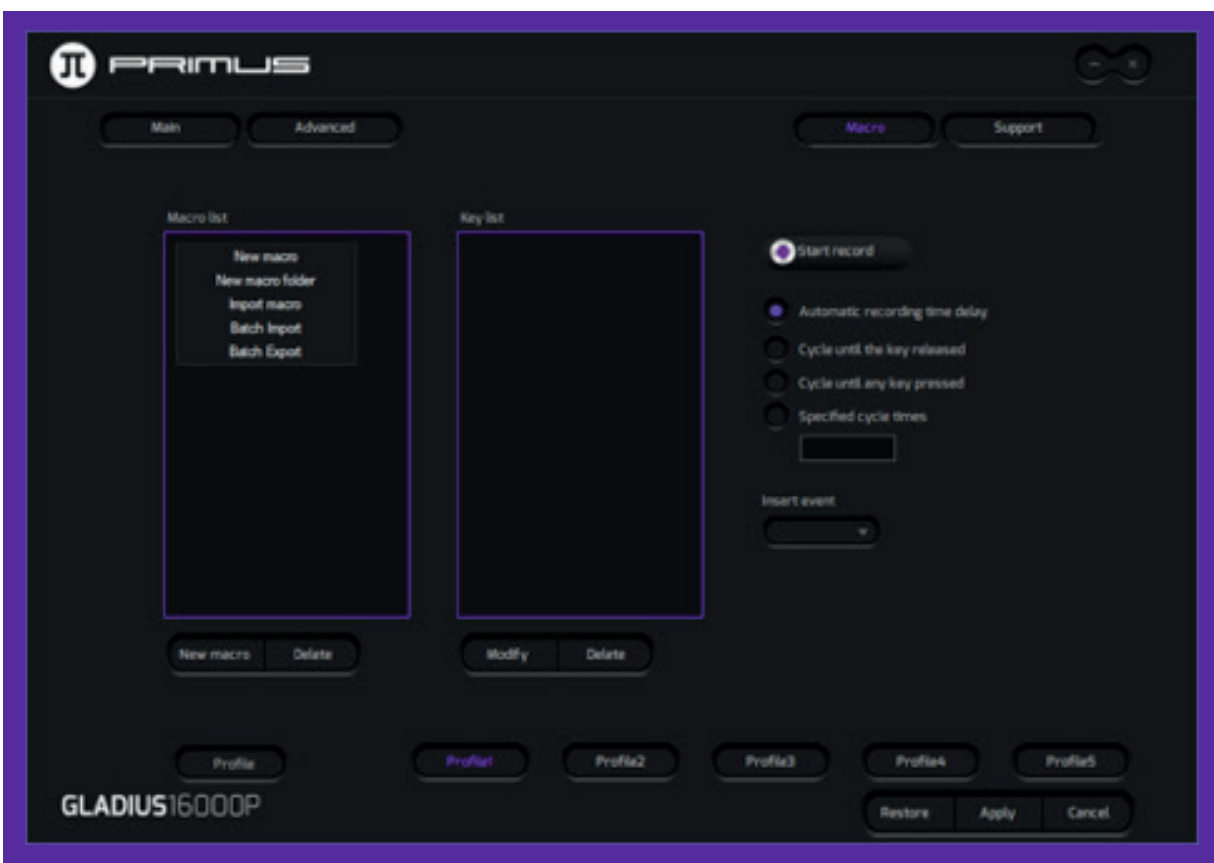 PRIMUS
Main Advanced Macro Support
Macro list Key list
New macro
New macro folder
Import macro
Batch Import
Batch Export
Start record
Automatic recording time delay
Cycle until the key released
Cycle until any key pressed
Specified cycle times
Insert event
New macro Delete Modify Delete
Profile Profile1 Profile2 Profile3 Profile4 Profile5
GLADIUS16000P
Restore Apply Cancel